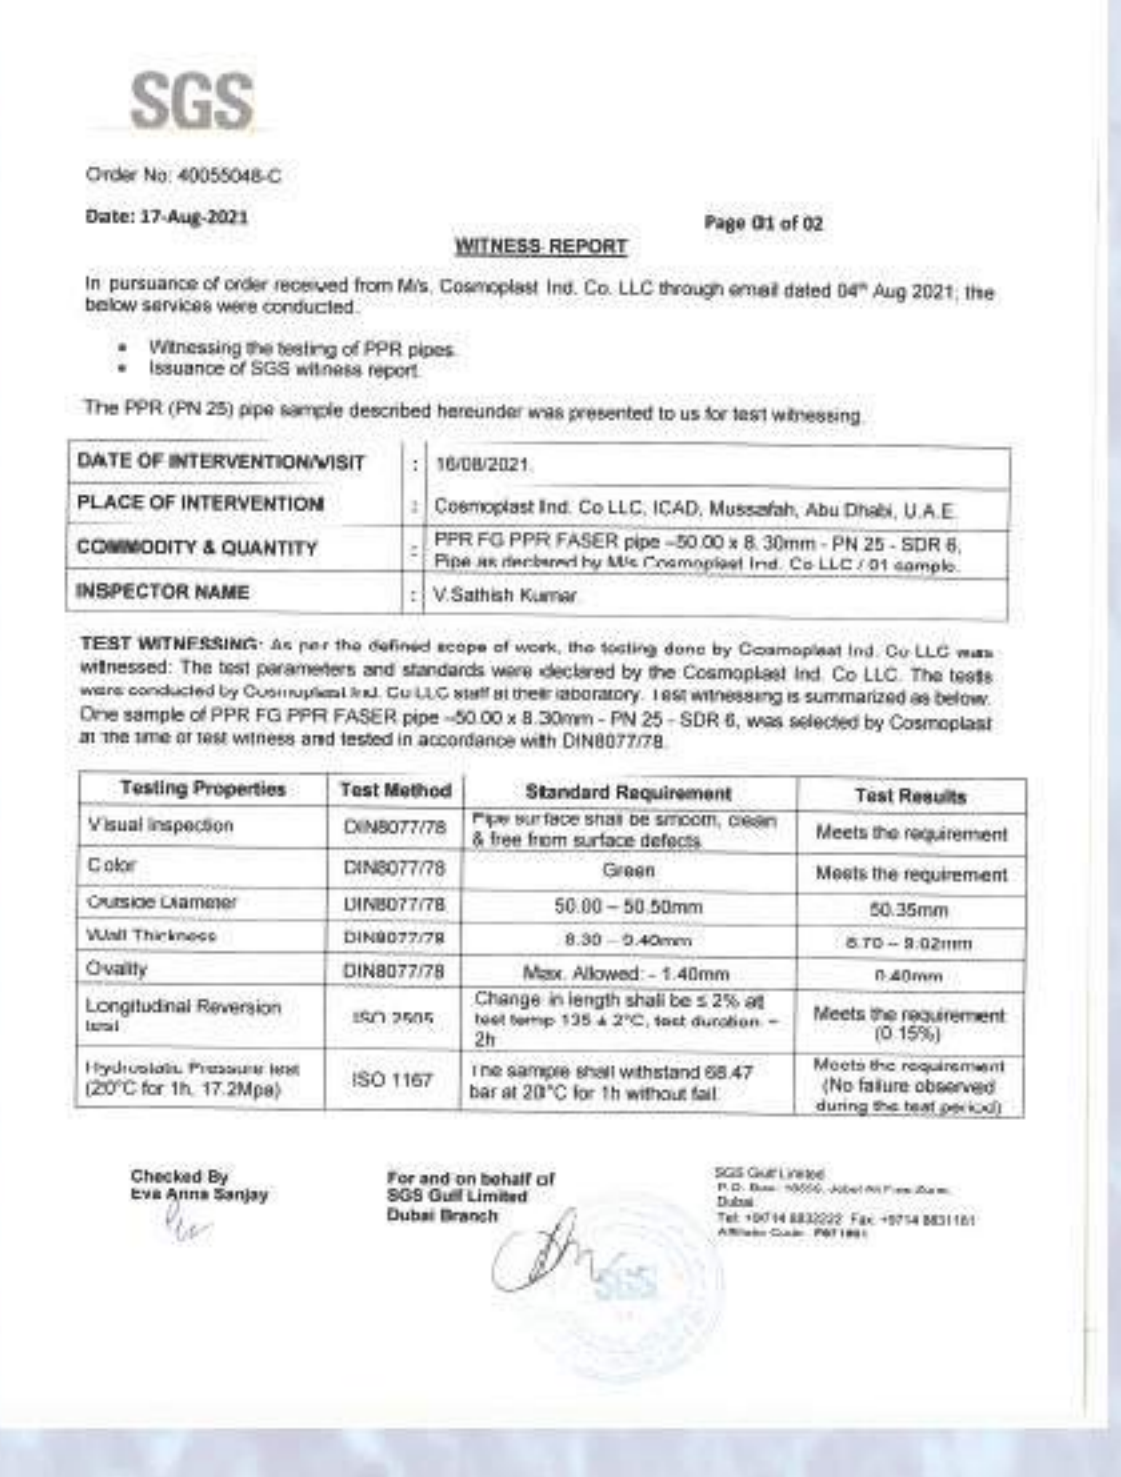 SGS
Order No: 40055048-C
Date: 17-Aug-2021
Page 01 of 02
WITNESS REPORT
In pursuance of order received from M/s. Cosmoplast Ind. Co. LLC through email dated 04th Aug 2021, the
below services were conducted.
• Witnessing the testing of PPR pipes.
• Issuance of SGS witness report.
The PPR (PN 25) pipe sample described hereunder was presented to us for test witnessing.
DATE OF INTERVENTION/VISIT : 16/08/2021.
PLACE OF INTERVENTION : Cosmoplast Ind. Co LLC, ICAD, Mussafah, Abu Dhabi, U.A.E.
COMMODITY & QUANTITY : PPR FG PPR FASER pipe –50.00 x 8.30mm - PN 25 - SDR 6,
Pipe as declared by M/s Cosmoplast Ind. Co LLC / 01 sample.
INSPECTOR NAME : V.Sathish Kumar
TEST WITNESSING: As per the defined scope of work, the testing done by Cosmoplast Ind. Co LLC was
witnessed: The test parameters and standards were declared by the Cosmoplast Ind. Co LLC. The tests
were conducted by Cosmoplast Ind. Co LLC staff at their laboratory. Test witnessing is summarized as below:
One sample of PPR FG PPR FASER pipe –50.00 x 8.30mm - PN 25 - SDR 6, was selected by Cosmoplast
at the time of test witness and tested in accordance with DIN8077/78.
Testing Properties Test Method Standard Requirement Test Results
Visual Inspection DIN8077/78 Pipe surface shall be smooth, clean
& free from surface defects Meets the requirement
Color DIN8077/78 Green Meets the requirement
Outside Diameter DIN8077/78 50.00 – 50.50mm 50.35mm
Wall Thickness DIN8077/78 8.30 – 9.40mm 8.70 – 9.02mm
Ovality DIN8077/78 Max. Allowed: - 1.40mm 0.40mm
Longitudinal Reversion
test ISO 2505 Change in length shall be ≤ 2% at
test temp 135 ± 2°C, test duration –
2h Meets the requirement
(0.15%)
Hydrostatic Pressure test
(20°C for 1h, 17.2Mpa) ISO 1167 The sample shall withstand 68.47
bar at 20°C for 1h without fail. Meets the requirement
(No failure observed
during the test period)
Checked By
Eva Anna Sanjay
For and on behalf of
SGS Gulf Limited
Dubai Branch
SGS Gulf Limited
P.O. Box: Jebel Ali Free Zone,
Dubai
Tel: +9714 8832222 Fax: +9714 8831161
Affiliate Code:
SGS